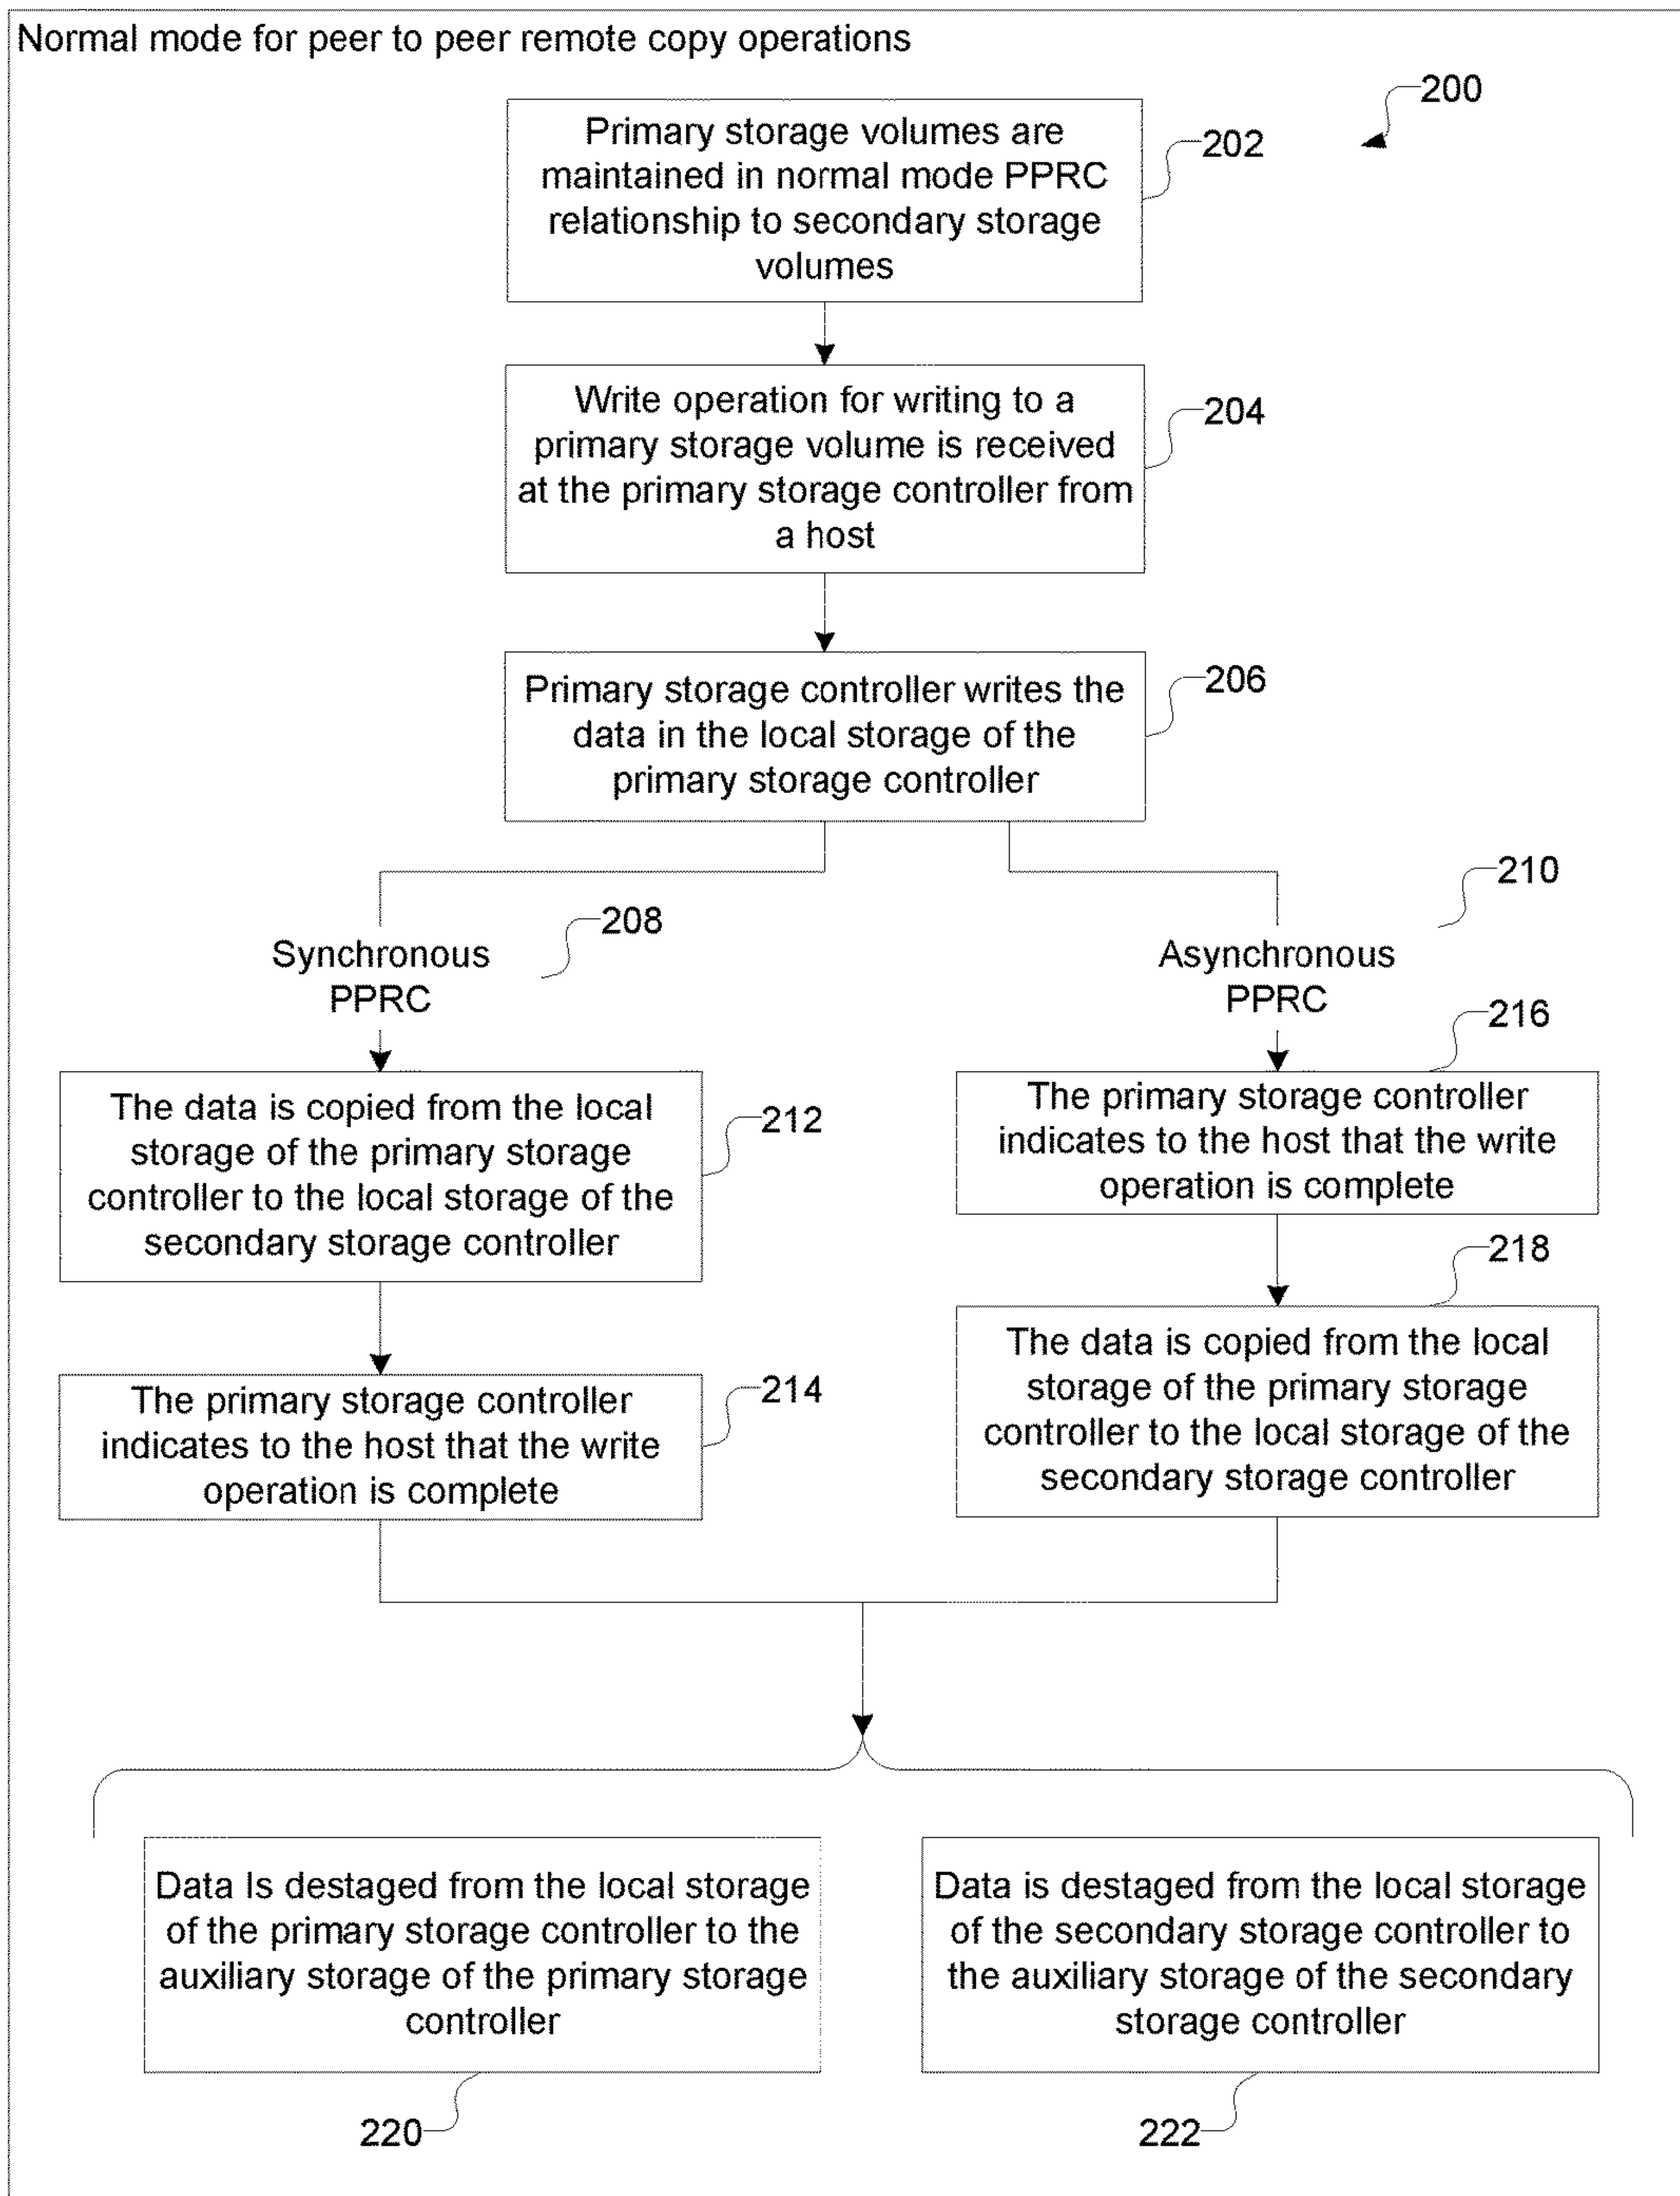 Normal mode for peer to peer remote copy operations
200
Primary storage volumes are
maintained in normal mode PPRC
relationship to secondary storage
volumes
202
Write operation for writing to a
primary storage volume is received
at the primary storage controller from
a host
204
Primary storage controller writes the
data in the local storage of the
primary storage controller
206
Synchronous
PPRC
208
Asynchronous
PPRC
210
The data is copied from the local
storage of the primary storage
controller to the local storage of the
secondary storage controller
212
The primary storage controller
indicates to the host that the write
operation is complete
216
The primary storage controller
indicates to the host that the write
operation is complete
214
The data is copied from the local
storage of the primary storage
controller to the local storage of the
secondary storage controller
218
Data Is destaged from the local storage
of the primary storage controller to the
auxiliary storage of the primary storage
controller
220
Data is destaged from the local storage
of the secondary storage controller to
the auxiliary storage of the secondary
storage controller
222